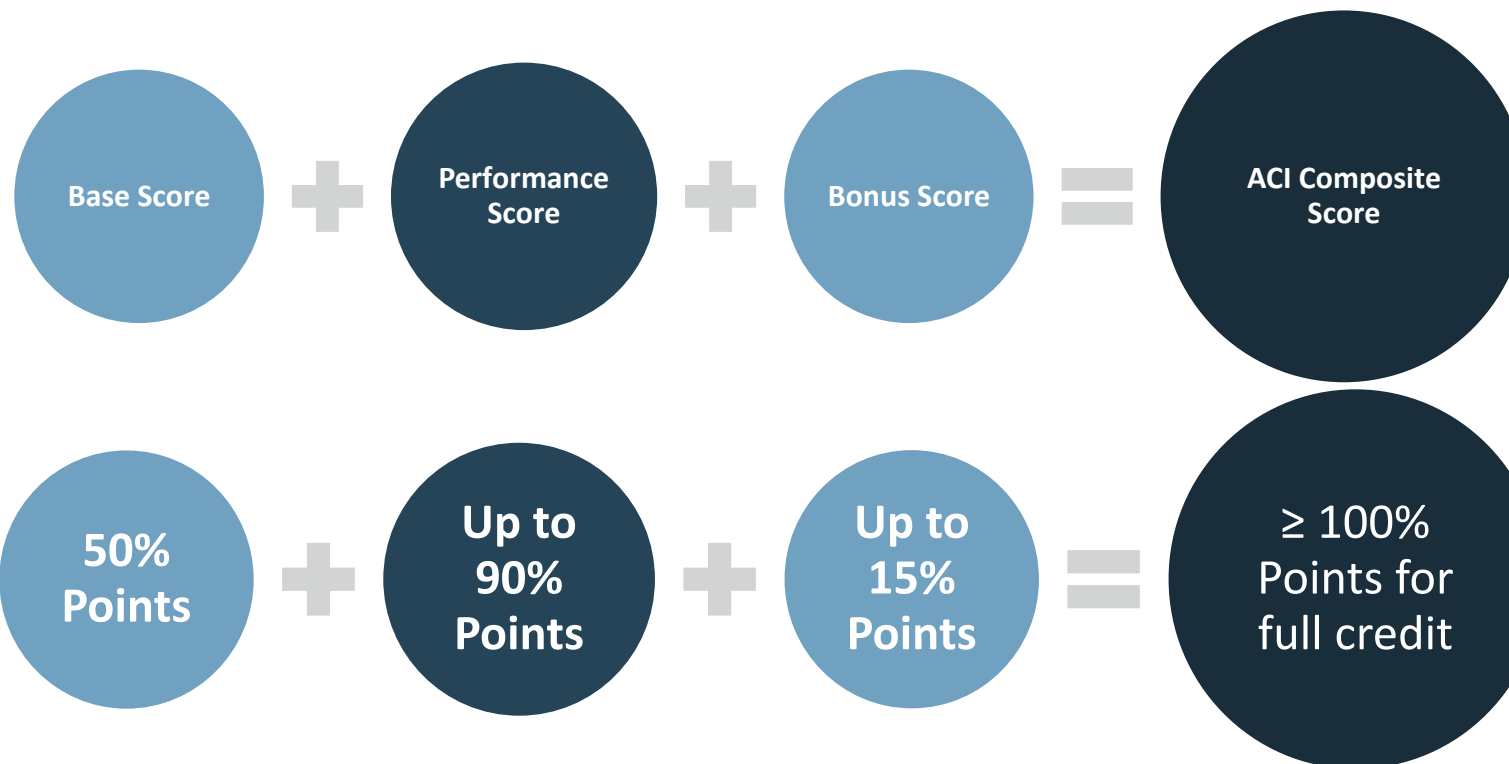 Base Score
Performance
Score
Bonus Score
ACI Composite
Score
50%
Points
Up to
90%
Points
Up to
15%
Points
≥ 100%
Points for
full credit